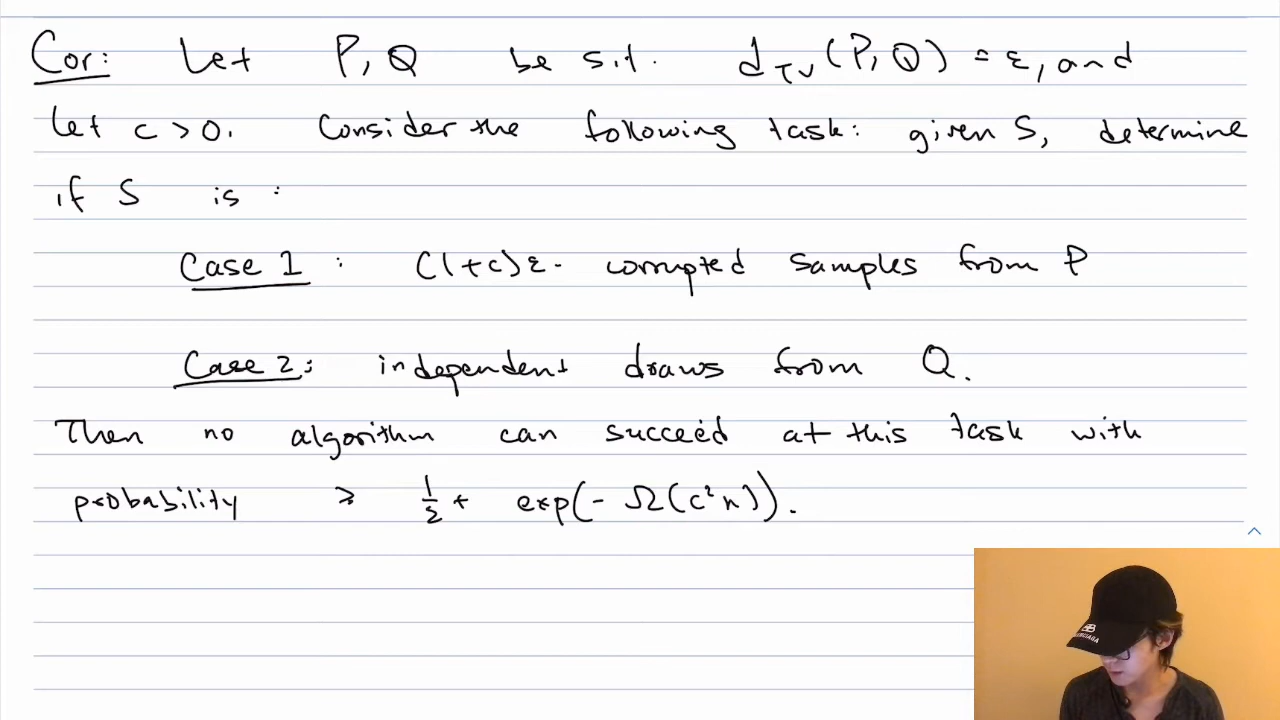 Cor: Let P, Q be s.t. d_TV (P, Q) = ε, and
let c > 0. Consider the following task: given S, determine
if S is :
Case 1 : (1+c)ε- corrupted samples from P
Case 2: independent draws from Q.
Then no algorithm can succeed at this task with
probability ≥ 1/2 + exp(- Ω(c²n)).